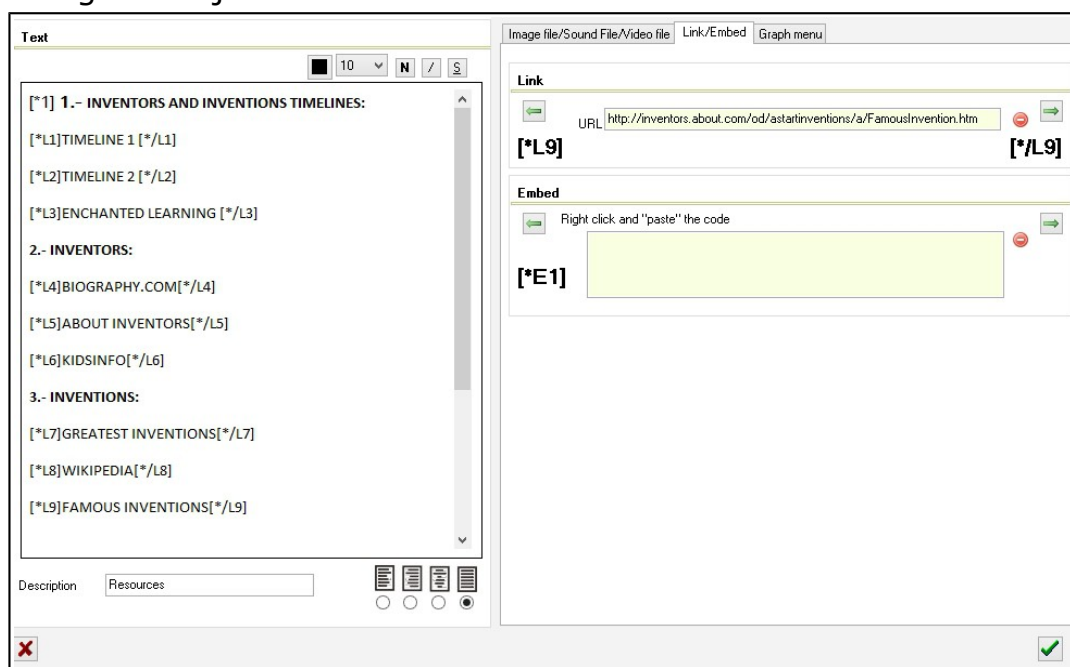 Text
10
N / S
[*1] 1.- INVENTORS AND INVENTIONS TIMELINES:
[*L1]TIMELINE 1 [*/L1]
[*L2]TIMELINE 2 [*/L2]
[*L3]ENCHANTED LEARNING [*/L3]
2.- INVENTORS:
[*L4]BIOGRAPHY.COM[*/L4]
[*L5]ABOUT INVENTORS[*/L5]
[*L6]KIDSINFO[*/L6]
3.- INVENTIONS:
[*L7]GREATEST INVENTIONS[*/L7]
[*L8]WIKIPEDIA[*/L8]
[*L9]FAMOUS INVENTIONS[*/L9]
Description Resources
Image file/Sound File/Video file Link/Embed Graph menu
Link
URL http://inventors.about.com/od/astartinventions/a/FamousInvention.htm
[*L9] [*/L9]
Embed
Right click and "paste" the code
[*E1]